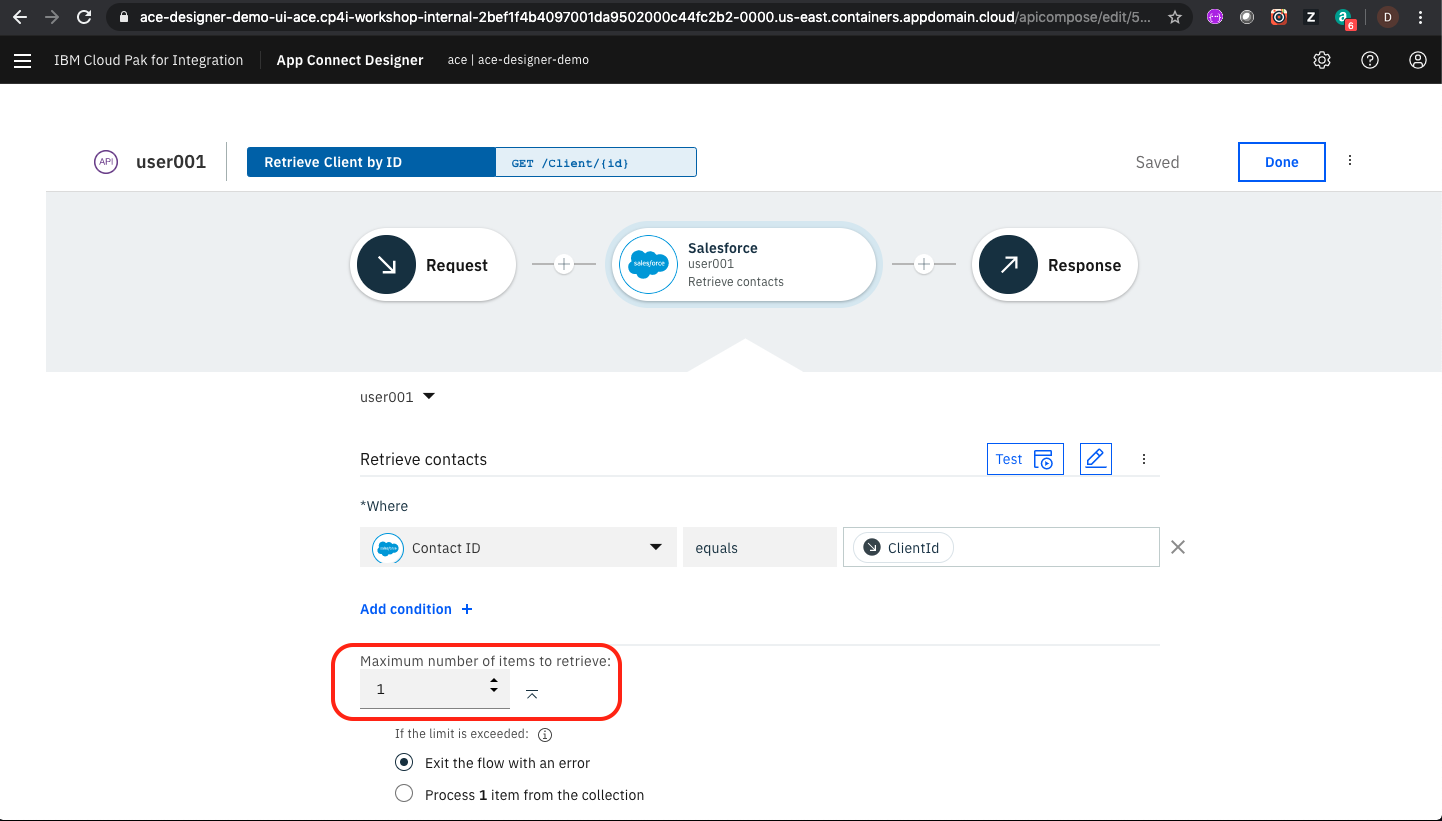 ace-designer-demo-ui-ace.cp4i-workshop-internal-2bef1f4b4097001da9502000c44fc2b2-0000.us-east.containers.appdomain.cloud/apicompose/edit/5...
Z
a
6
D
IBM Cloud Pak for Integration
App Connect Designer
ace | ace-designer-demo
API
user001
Retrieve Client by ID
GET /Client/{id}
Saved
Done
Request
salesforce
Salesforce
user001
Retrieve contacts
Response
user001
Retrieve contacts
Test
*Where
salesforce
Contact ID
equals
ClientId
Add condition +
Maximum number of items to retrieve:
1
If the limit is exceeded:
Exit the flow with an error
Process 1 item from the collection